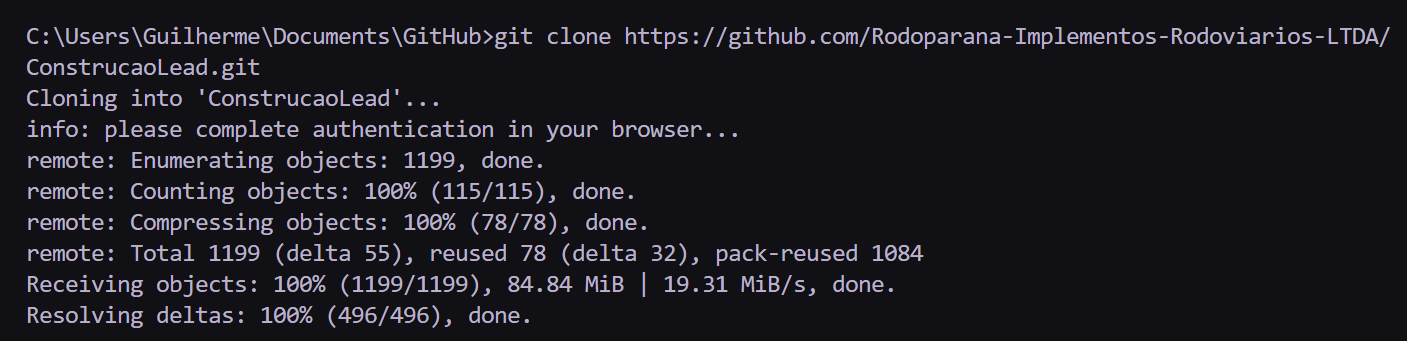 C:\Users\Guilherme\Documents\GitHub>git clone https://github.com/Rodoparana-Implementos-Rodoviarios-LTDA/
ConstrucaoLead.git
Cloning into 'ConstrucaoLead'...
info: please complete authentication in your browser...
remote: Enumerating objects: 1199, done.
remote: Counting objects: 100% (115/115), done.
remote: Compressing objects: 100% (78/78), done.
remote: Total 1199 (delta 55), reused 78 (delta 32), pack-reused 1084
Receiving objects: 100% (1199/1199), 84.84 MiB | 19.31 MiB/s, done.
Resolving deltas: 100% (496/496), done.